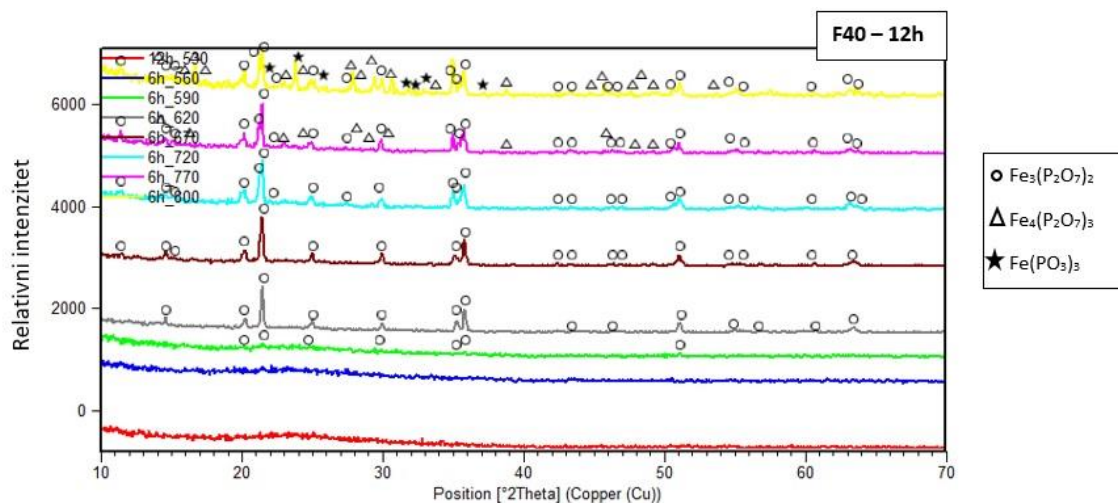 F40 – 12h
12h_530
6h_560
6h_590
6h_620
6h_670
6h_720
6h_770
6h_800
Relativni intenzitet
6000
4000
2000
0
10 20 30 40 50 60 70
Position [°2Theta] (Copper (Cu))
Fe₃(P₂O₇)₂
Fe₄(P₂O₇)₃
Fe(PO₃)₃